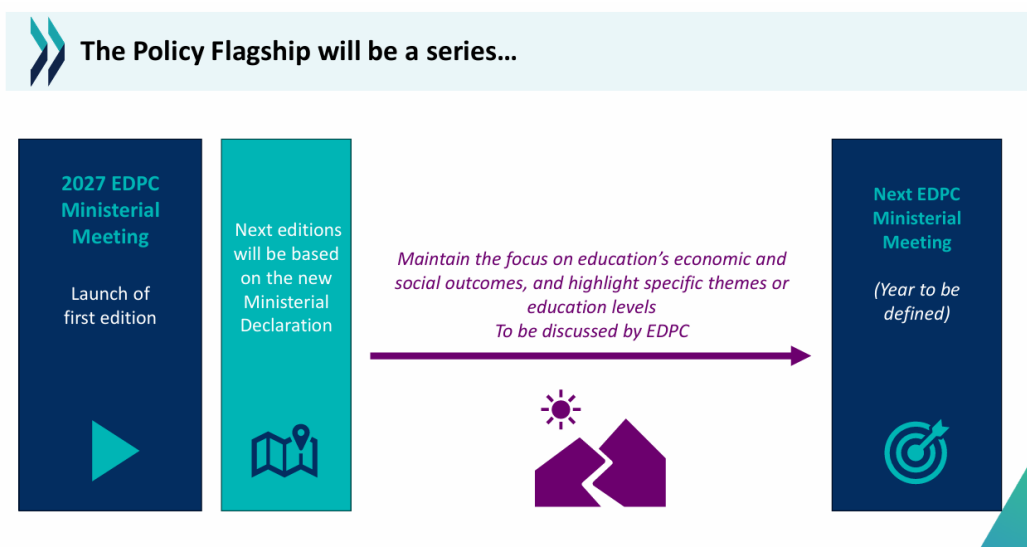 The Policy Flagship will be a series…
2027 EDPC
Ministerial
Meeting
Launch of
first edition
Next editions
will be based
on the new
Ministerial
Declaration
Maintain the focus on education’s economic and
social outcomes, and highlight specific themes or
education levels
To be discussed by EDPC
Next EDPC
Ministerial
Meeting
(Year to be
defined)